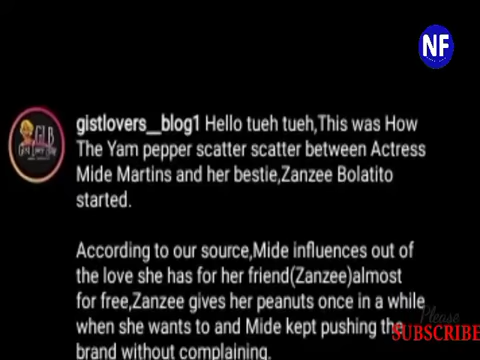 NF
GLB
gistlovers__blog1 Hello tueh tueh,This was How
The Yam pepper scatter scatter between Actress
Mide Martins and her bestie,Zanzee Bolatito
started.
According to our source,Mide influences out of
the love she has for her friend(Zanzee)almost
for free,Zanzee gives her peanuts once in a while
when she wants to and Mide kept pushing the
brand without complaining.
Please
SUBSCRIBE